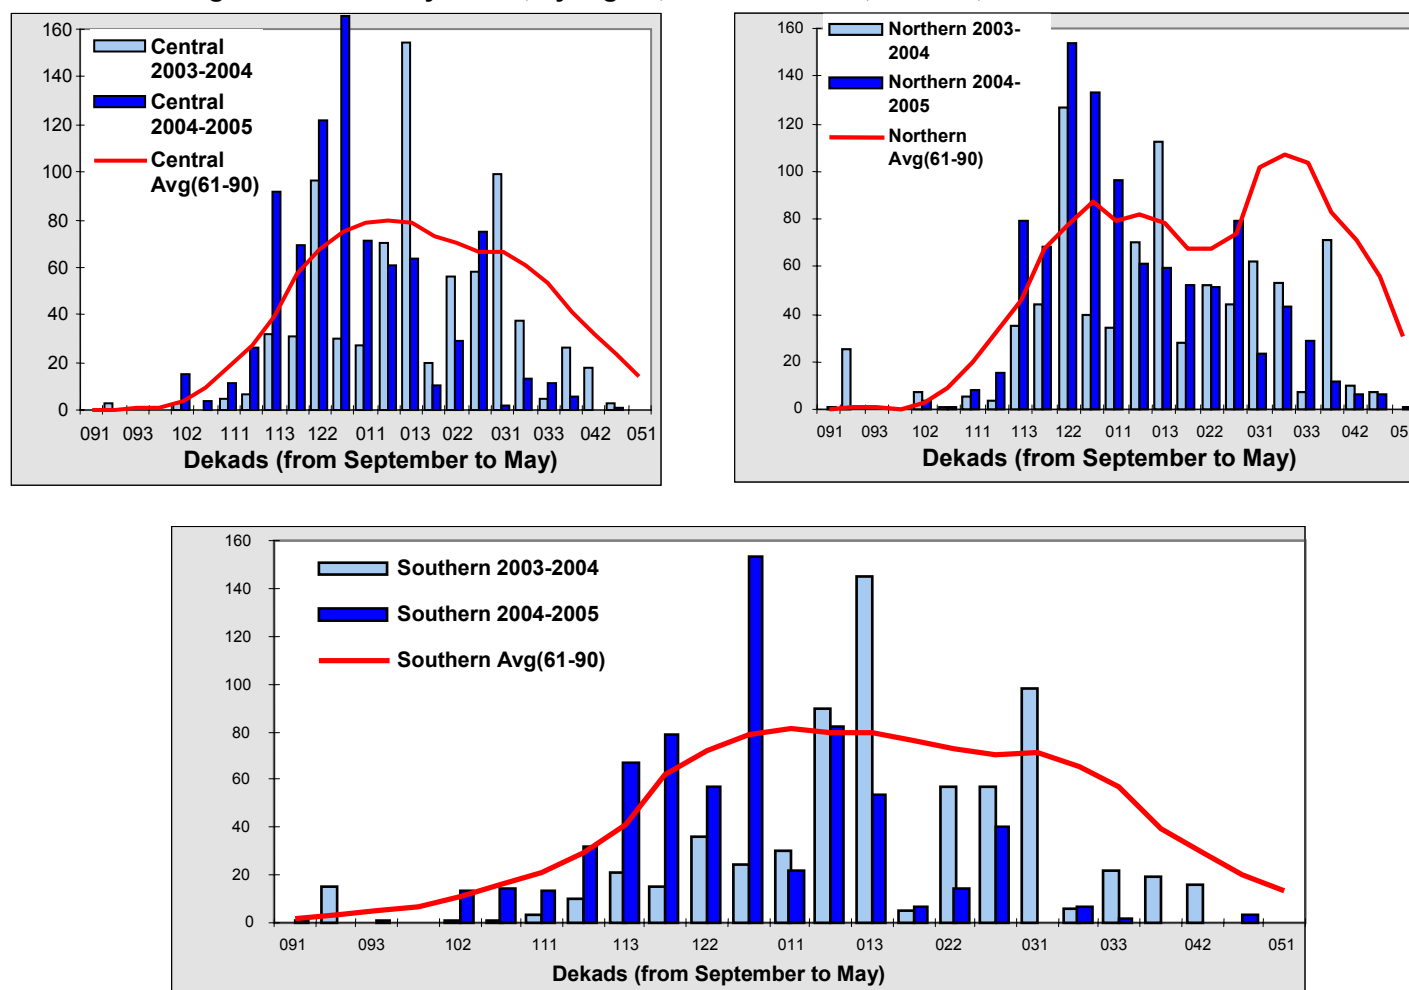 160
140
120
100
80
60
40
20
0
Central
2003-2004
Central
2004-2005
Central
Avg(61-90)
091 093 102 111 113 122 011 013 022 031 033 042 051
Dekads (from September to May)
160
140
120
100
80
60
40
20
0
Northern 2003-
2004
Northern 2004-
2005
Northern
Avg(61-90)
091 093 102 111 113 122 011 013 022 031 033 042
Dekads (from September to May)
160
140
120
100
80
60
40
20
0
Southern 2003-2004
Southern 2004-2005
Southern Avg(61-90)
091 093 102 111 113 122 011 013 022 031 033 042 051
Dekads (from September to May)